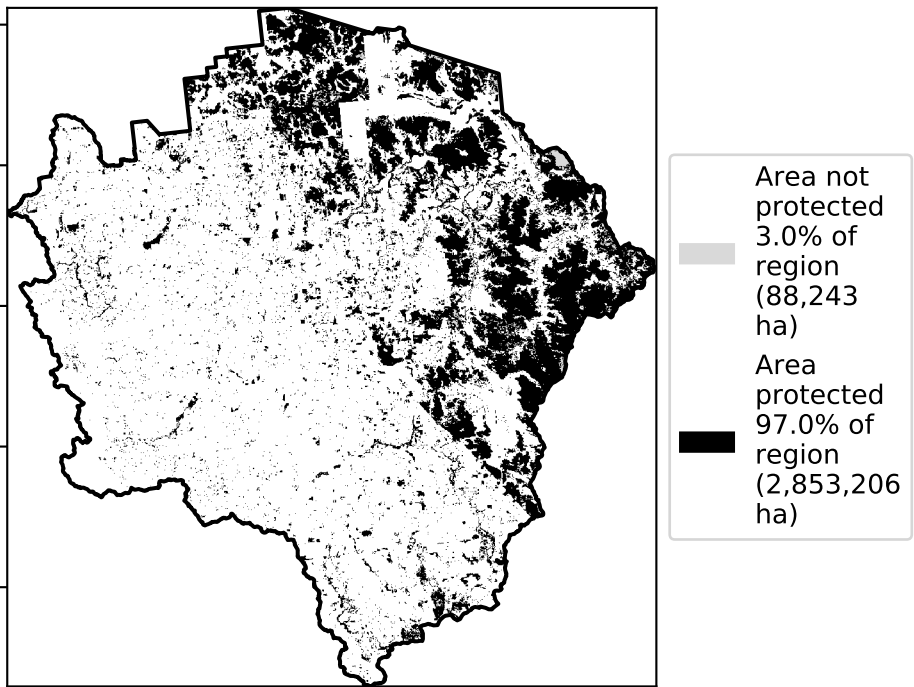 Area not
protected
3.0% of
region
(88,243
ha)
Area
protected
97.0% of
region
(2,853,206
ha)